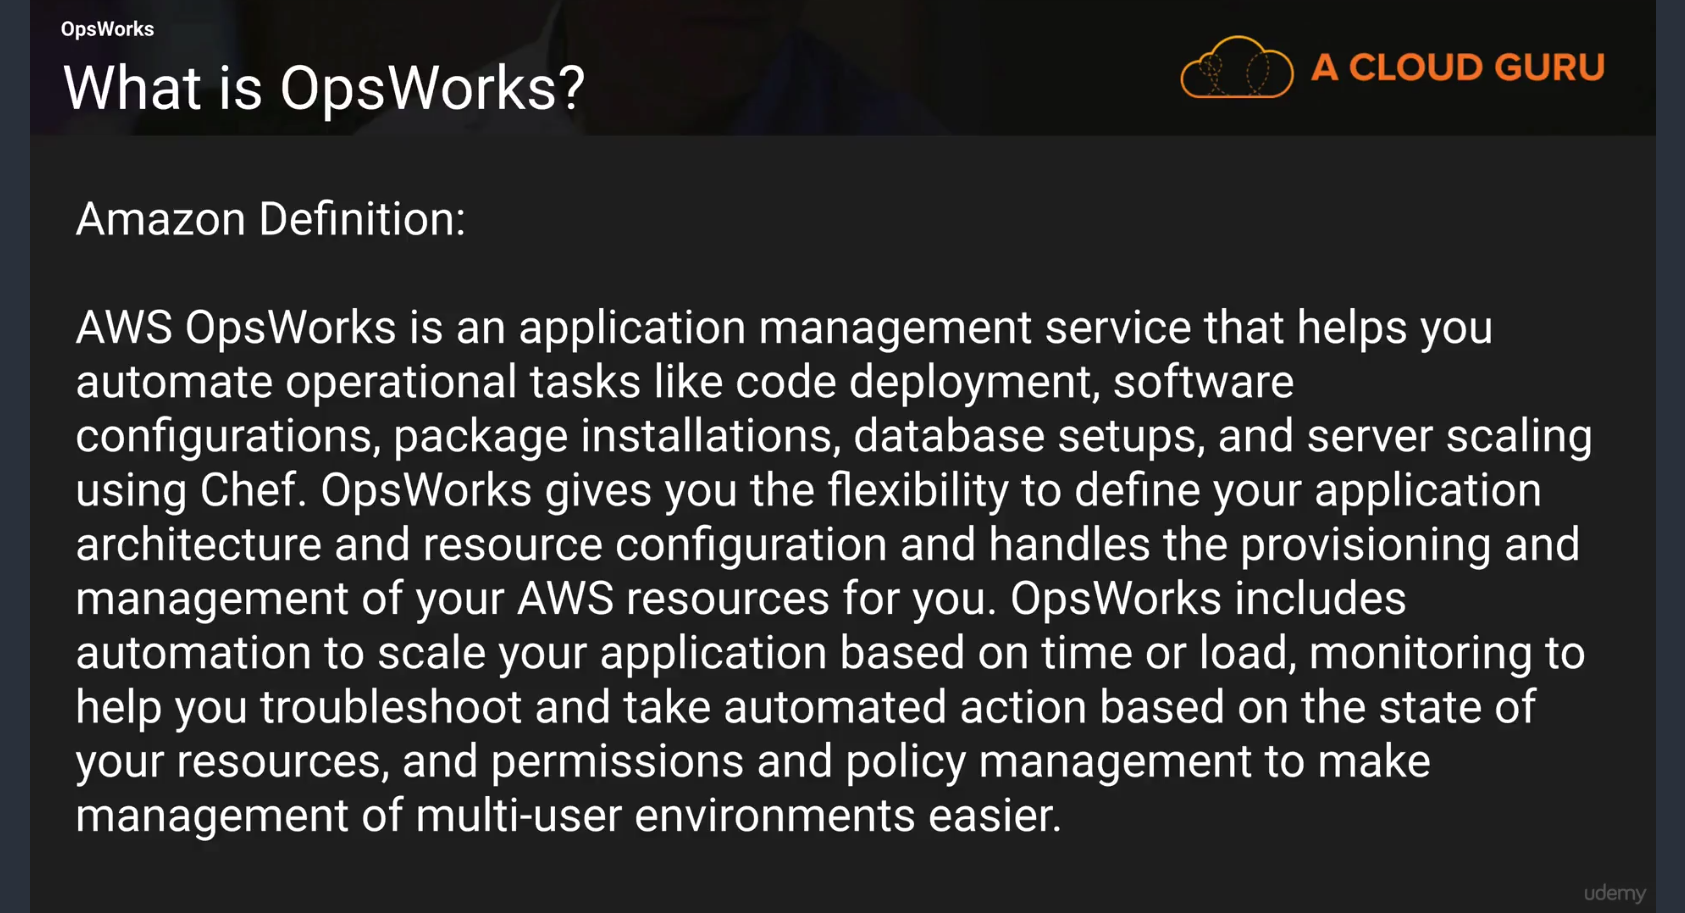 OpsWorks
What is OpsWorks?
A CLOUD GURU
Amazon Definition:
AWS OpsWorks is an application management service that helps you
automate operational tasks like code deployment, software
configurations, package installations, database setups, and server scaling
using Chef. OpsWorks gives you the flexibility to define your application
architecture and resource configuration and handles the provisioning and
management of your AWS resources for you. OpsWorks includes
automation to scale your application based on time or load, monitoring to
help you troubleshoot and take automated action based on the state of
your resources, and permissions and policy management to make
management of multi-user environments easier.
udemy